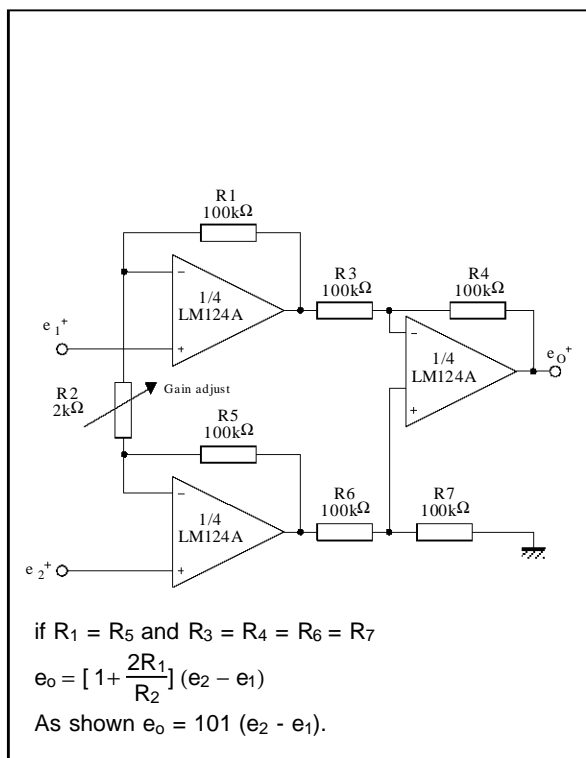 R1
100kΩ
1/4
LM124A
R3
100kΩ
R4
100kΩ
e1+
1/4
LM124A
eO+
R2
2kΩ
Gain adjust
R5
100kΩ
1/4
LM124A
R6
100kΩ
R7
100kΩ
e2+
if R1 = R5 and R3 = R4 = R6 = R7
eo = [ 1+ 2R1/R2 ] (e2 – e1)
As shown eo = 101 (e2 - e1).